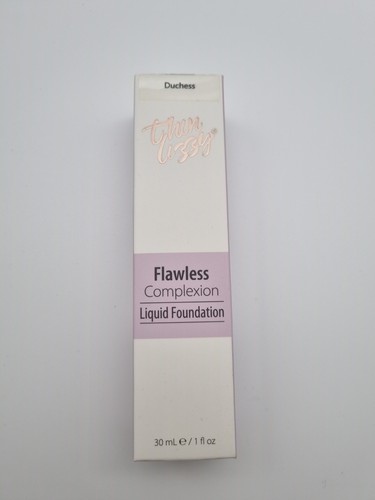 Duchess
thin
lizzy®
Flawless
Complexion
Liquid Foundation
30 mL ℮ / 1 fl oz